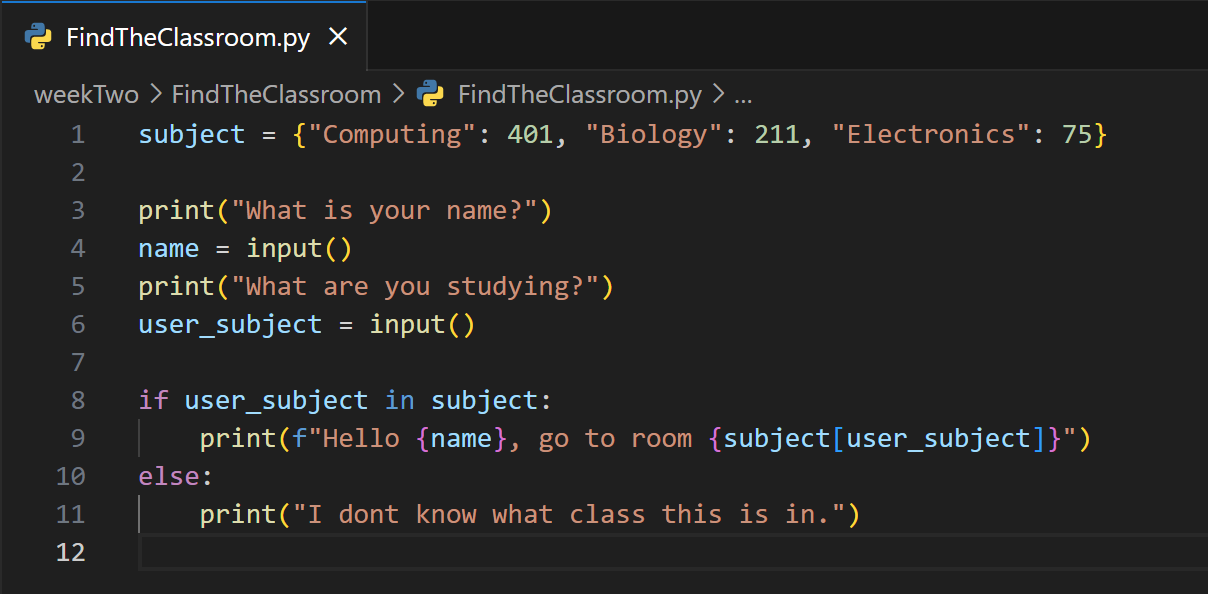 FindTheClassroom.py
weekTwo > FindTheClassroom > FindTheClassroom.py > ...
1 subject = {"Computing": 401, "Biology": 211, "Electronics": 75}
2
3 print("What is your name?")
4 name = input()
5 print("What are you studying?")
6 user_subject = input()
7
8 if user_subject in subject:
9     print(f"Hello {name}, go to room {subject[user_subject]}")
10 else:
11     print("I dont know what class this is in.")
12